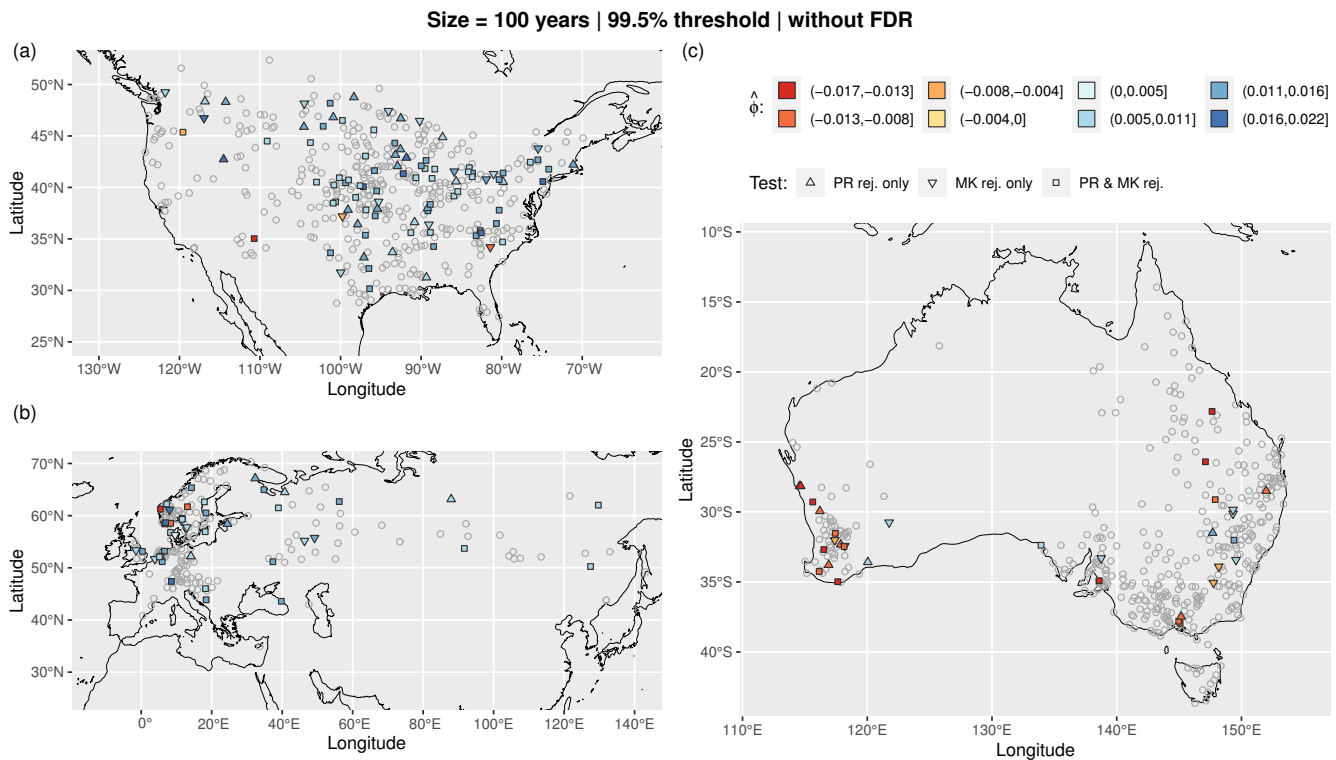 Size = 100 years | 99.5% threshold | without FDR
(a)
50°N
45°N
40°N
35°N
30°N
25°N
Latitude
130°W 120°W 110°W 100°W 90°W 80°W 70°W
Longitude
(b)
70°N
60°N
50°N
40°N
30°N
Latitude
0° 20°E 40°E 60°E 80°E 100°E 120°E 140°E
Longitude
(c)
ϕ̂:
(−0.017,−0.013] (−0.008,−0.004] (0,0.005] (0.011,0.016]
(−0.013,−0.008] (−0.004,0] (0.005,0.011] (0.016,0.022]
Test: PR rej. only MK rej. only PR & MK rej.
10°S
15°S
20°S
25°S
30°S
35°S
40°S
Latitude
110°E 120°E 130°E 140°E 150°E
Longitude